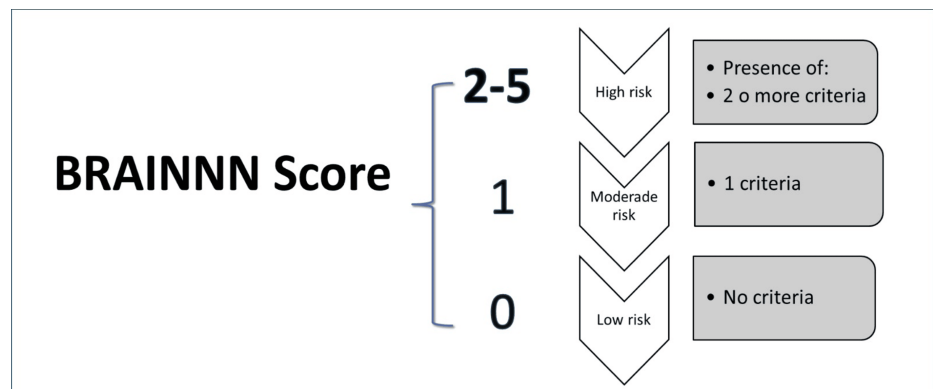 BRAINNN Score
2-5
High risk
• Presence of:
• 2 o more criteria
1
Moderade
risk
• 1 criteria
0
Low risk
• No criteria